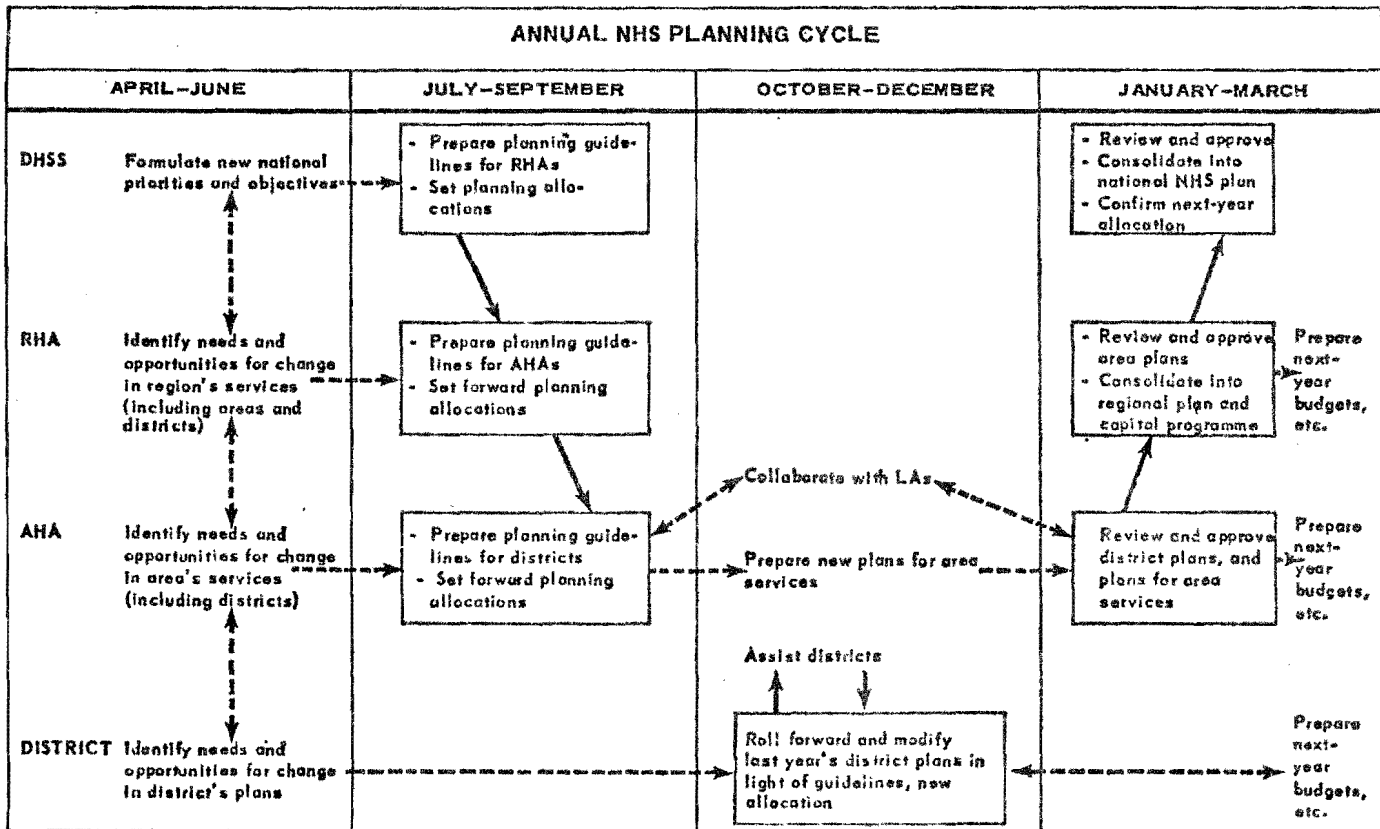 ANNUAL NHS PLANNING CYCLE
APRIL–JUNE
JULY–SEPTEMBER
OCTOBER–DECEMBER
JANUARY–MARCH
DHSS
Formulate new national
priorities and objectives
- Prepare planning guide-
lines for RHAs
- Set planning allo-
cations
- Review and approve
- Consolidate into
national NHS plan
- Confirm next-year
allocation
RHA
Identify needs and
opportunities for change
in region's services
(including areas and
districts)
- Prepare planning guide-
lines for AHAs
- Set forward planning
allocations
- Review and approve
area plans
- Consolidate into
regional plan and
capital programme
Prepare
next-
year
budgets,
etc.
Collaborate with LAs
AHA
Identify needs and
opportunities for change
in area's services
(including districts)
- Prepare planning guide-
lines for districts
- Set forward planning
allocations
Prepare new plans for area
services
Review and approve
district plans, and
plans for area
services
Prepare
next-
year
budgets,
etc.
Assist districts
DISTRICT
Identify needs and
opportunities for change
in district's plans
Roll forward and modify
last year's district plans in
light of guidelines, new
allocation
Prepare
next-
year
budgets,
etc.